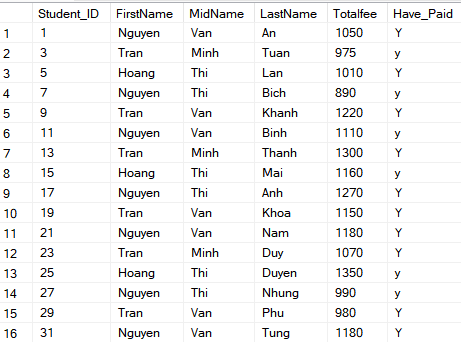 Student_ID FirstName MidName LastName Totalfee Have_Paid
1 1 Nguyen Van An 1050 Y
2 3 Tran Minh Tuan 975 y
3 5 Hoang Thi Lan 1010 Y
4 7 Nguyen Thi Bich 890 y
5 9 Tran Van Khanh 1220 Y
6 11 Nguyen Van Binh 1110 y
7 13 Tran Minh Thanh 1300 Y
8 15 Hoang Thi Mai 1160 y
9 17 Nguyen Thi Anh 1270 Y
10 19 Tran Van Khoa 1150 Y
11 21 Nguyen Van Nam 1180 Y
12 23 Tran Minh Duy 1070 Y
13 25 Hoang Thi Duyen 1350 y
14 27 Nguyen Thi Nhung 990 y
15 29 Tran Van Phu 980 Y
16 31 Nguyen Van Tung 1180 Y